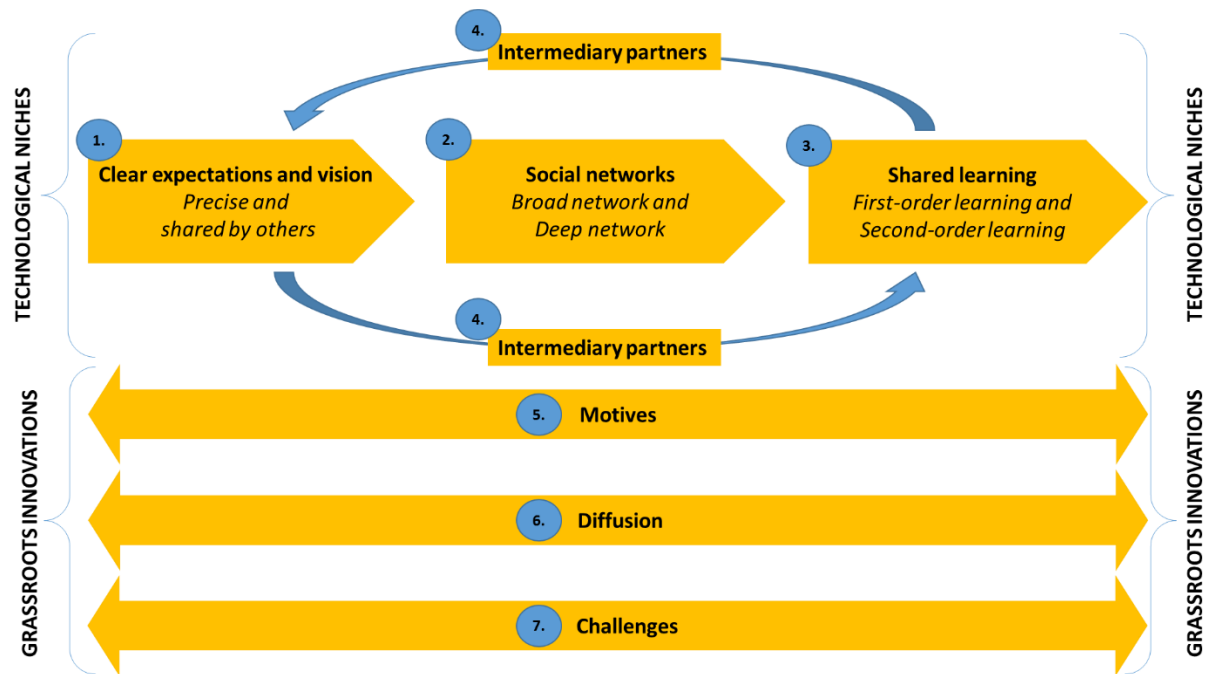 4.
Intermediary partners
TECHNOLOGICAL NICHES
1.
Clear expectations and vision
Precise and
shared by others
2.
Social networks
Broad network and
Deep network
3.
Shared learning
First-order learning and
Second-order learning
TECHNOLOGICAL NICHES
4.
Intermediary partners
GRASSROOTS INNOVATIONS
5.
Motives
6.
Diffusion
7.
Challenges
GRASSROOTS INNOVATIONS